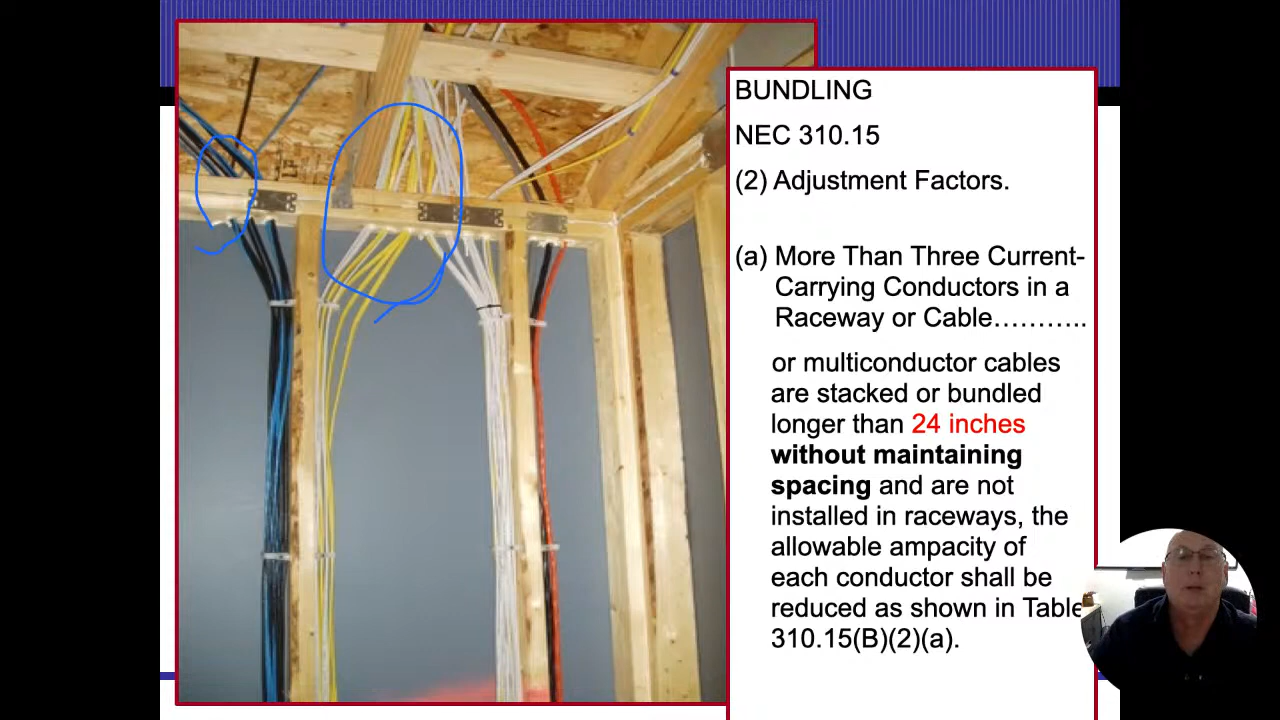 BUNDLING
NEC 310.15
(2) Adjustment Factors.
(a) More Than Three Current-
Carrying Conductors in a
Raceway or Cable………..
or multiconductor cables
are stacked or bundled
longer than 24 inches
without maintaining
spacing and are not
installed in raceways, the
allowable ampacity of
each conductor shall be
reduced as shown in Table
310.15(B)(2)(a).